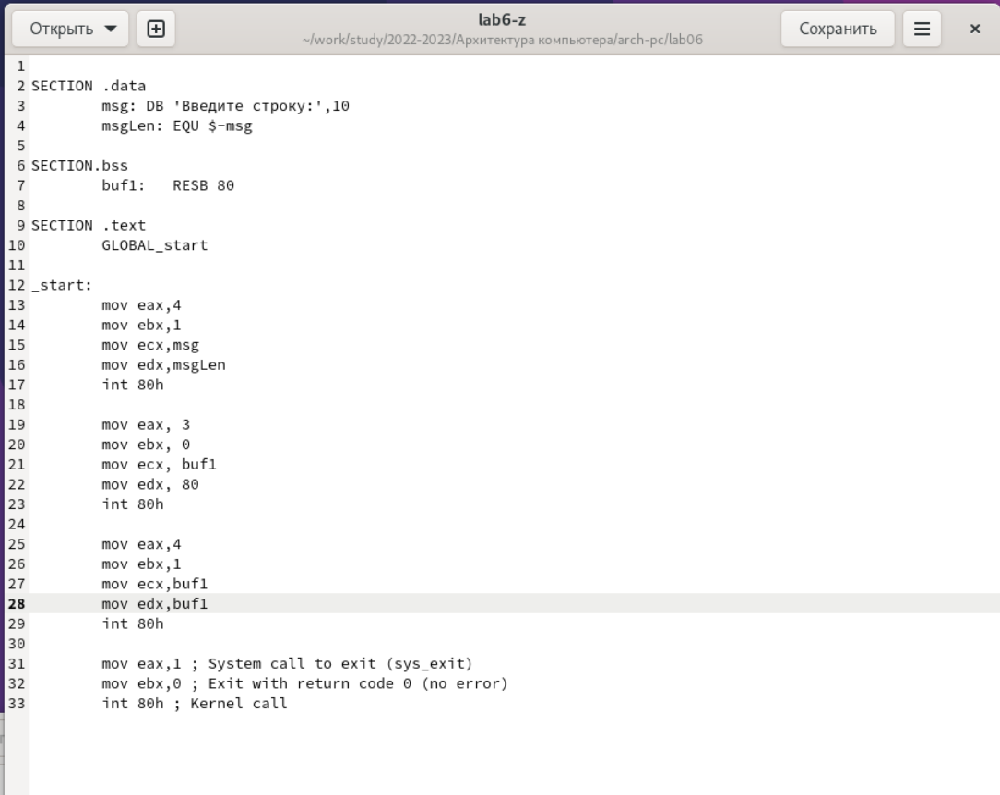 Открыть
lab6-z
~/work/study/2022-2023/Архитектура компьютера/arch-pc/lab06
Сохранить
1
2 SECTION .data
3 msg: DB 'Введите строку:',10
4 msgLen: EQU $-msg
5
6 SECTION.bss
7 buf1: RESB 80
8
9 SECTION .text
10 GLOBAL_start
11
12 _start:
13 mov eax,4
14 mov ebx,1
15 mov ecx,msg
16 mov edx,msgLen
17 int 80h
18
19 mov eax, 3
20 mov ebx, 0
21 mov ecx, buf1
22 mov edx, 80
23 int 80h
24
25 mov eax,4
26 mov ebx,1
27 mov ecx,buf1
28 mov edx,buf1
29 int 80h
30
31 mov eax,1 ; System call to exit (sys_exit)
32 mov ebx,0 ; Exit with return code 0 (no error)
33 int 80h ; Kernel call